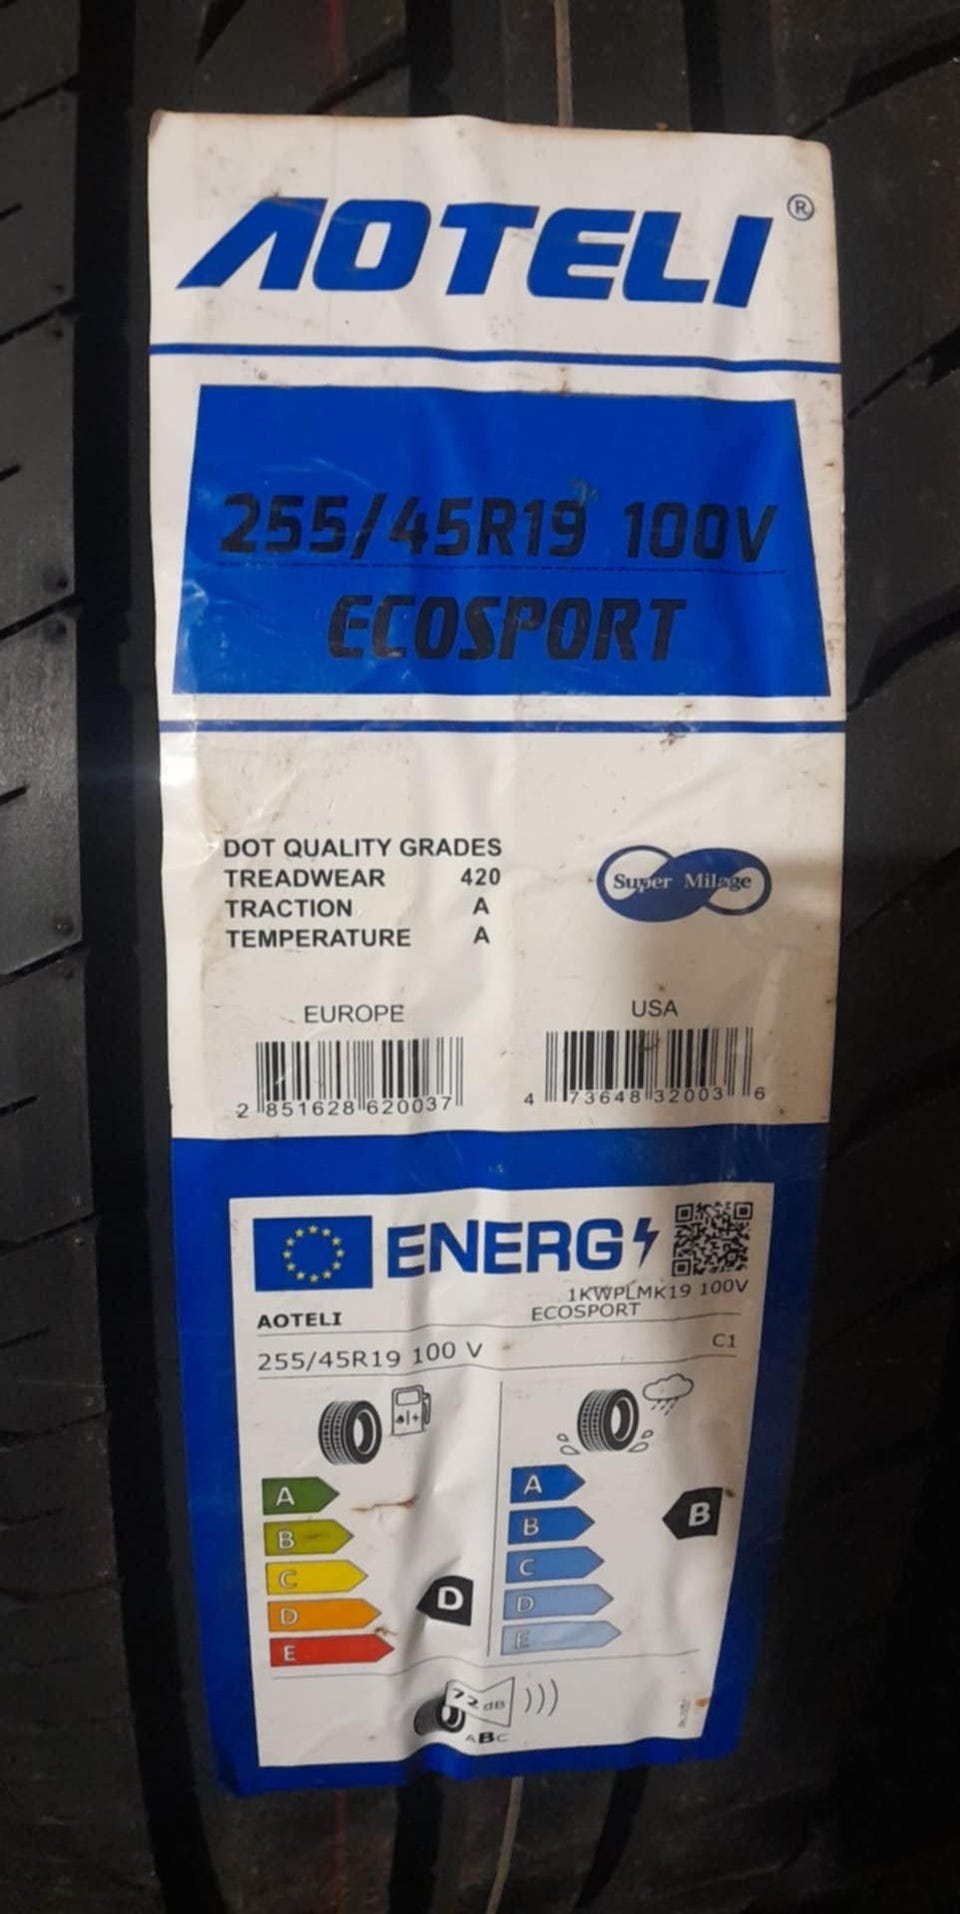 AOTELI®
255/45R19 100V
ECOSPORT
DOT QUALITY GRADES
TREADWEAR 420
TRACTION A
TEMPERATURE A
Super Milage
EUROPE
2 851628 620037
USA
4 73648 32003 6
ENERG
1KWPLMK19 100V
AOTELI
ECOSPORT
255/45R19 100 V
C1
A
B
C
D
E
D
A
B
C
D
E
B
72 dB
ABC